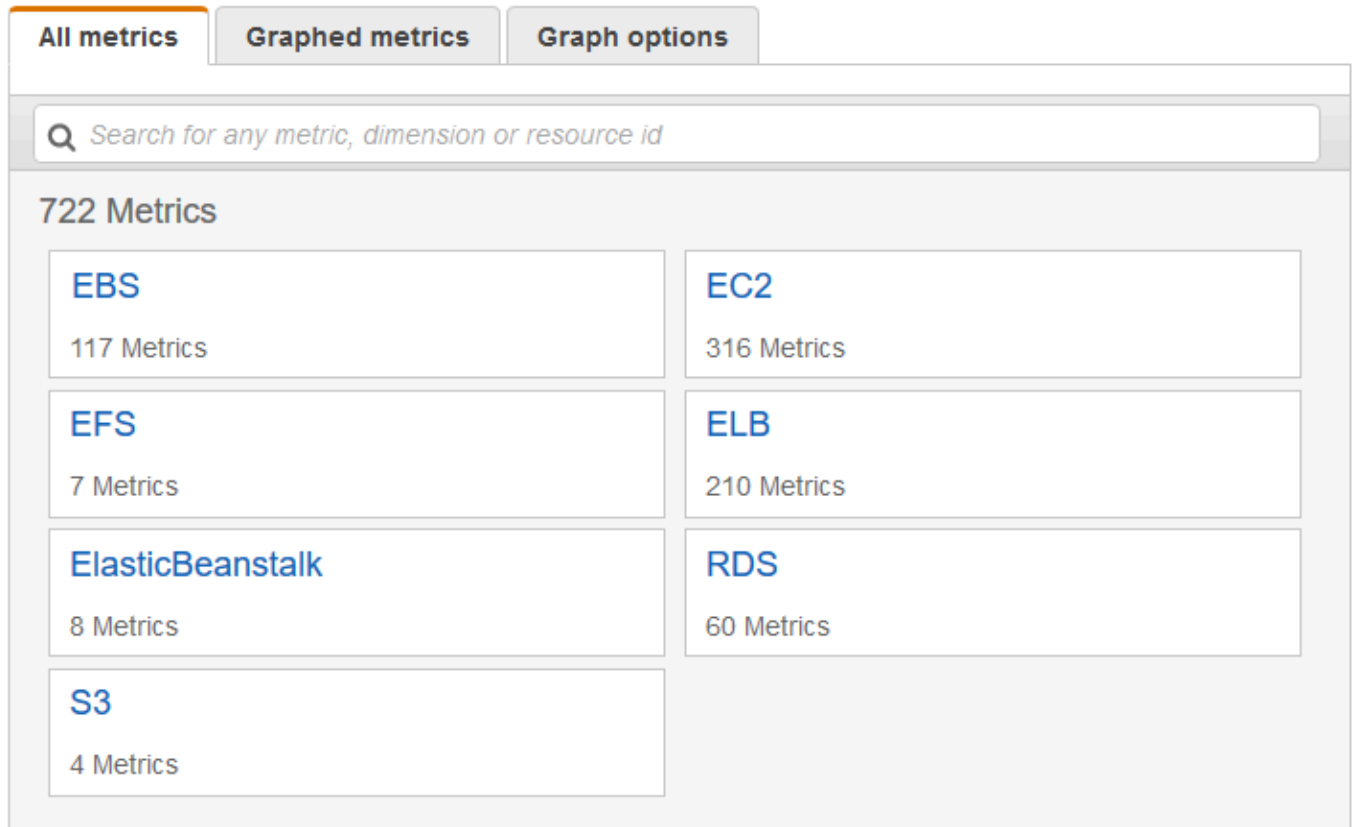 All metrics Graphed metrics Graph options
Search for any metric, dimension or resource id
722 Metrics
EBS
117 Metrics
EC2
316 Metrics
EFS
7 Metrics
ELB
210 Metrics
ElasticBeanstalk
8 Metrics
RDS
60 Metrics
S3
4 Metrics